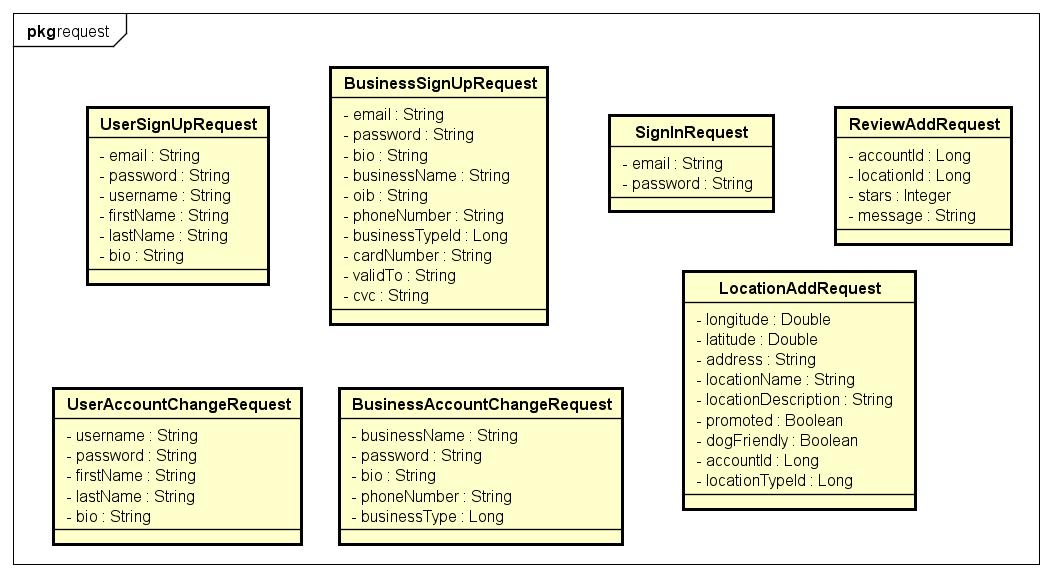 pkg request
UserSignUpRequest
- email : String
- password : String
- username : String
- firstName : String
- lastName : String
- bio : String
BusinessSignUpRequest
- email : String
- password : String
- bio : String
- businessName : String
- oib : String
- phoneNumber : String
- businessTypeId : Long
- cardNumber : String
- validTo : String
- cvc : String
SignInRequest
- email : String
- password : String
ReviewAddRequest
- accountId : Long
- locationId : Long
- stars : Integer
- message : String
LocationAddRequest
- longitude : Double
- latitude : Double
- address : String
- locationName : String
- locationDescription : String
- promoted : Boolean
- dogFriendly : Boolean
- accountId : Long
- locationTypeId : Long
UserAccountChangeRequest
- username : String
- password : String
- firstName : String
- lastName : String
- bio : String
BusinessAccountChangeRequest
- businessName : String
- password : String
- bio : String
- phoneNumber : String
- businessType : Long